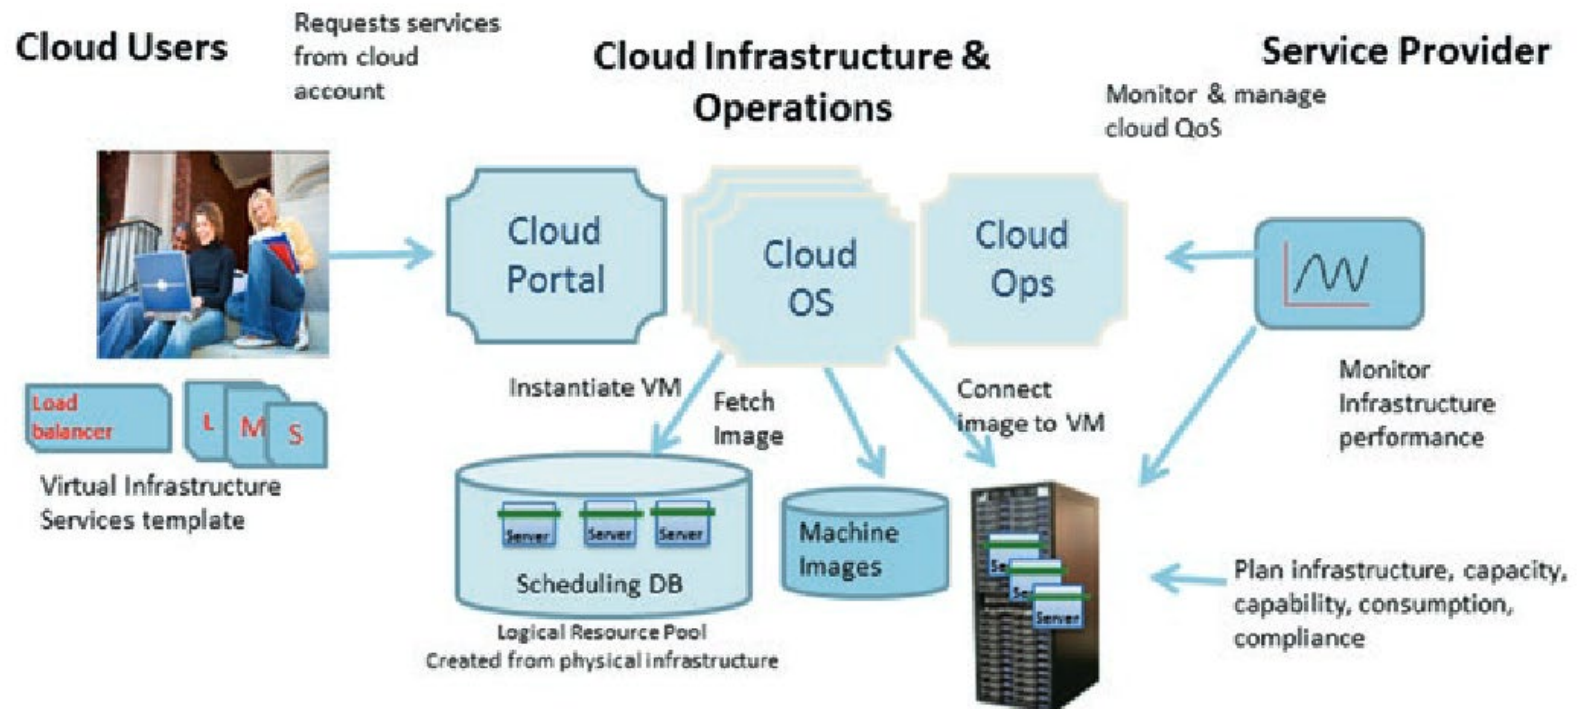 Cloud Users
Requests services
from cloud
account
Cloud Infrastructure &
Operations
Service Provider
Monitor & manage
cloud QoS
Cloud
Portal
Cloud
OS
Cloud
Ops
Instantiate VM
Fetch
Image
Connect
image to VM
Monitor
Infrastructure
performance
Load
balancer
L
M
S
Virtual Infrastructure
Services template
Server
Server
Server
Scheduling DB
Logical Resource Pool
Created from physical infrastructure
Machine
Images
Se
Se
Server
Plan infrastructure, capacity,
capability, consumption,
compliance